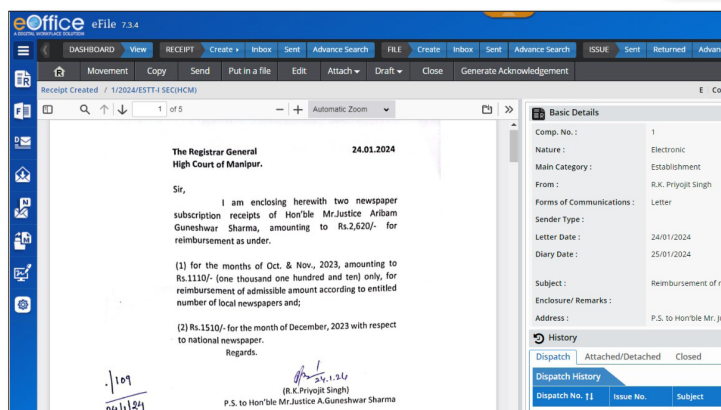 eOffice eFile 7.3.4
A DIGITAL WORKPLACE SOLUTION
DASHBOARD View RECEIPT Create Inbox Sent Advance Search FILE Create Inbox Sent Advance Search ISSUE Sent Returned Advan
Movement Copy Send Put in a file Edit Attach Draft Close Generate Acknowledgement
Receipt Created / 1/2024/ESTT-I SEC(HCM) E Co
1 of 5 Automatic Zoom
The Registrar General 24.01.2024
High Court of Manipur.
Sir,
I am enclosing herewith two newspaper
subscription receipts of Hon'ble Mr.Justice Aribam
Guneshwar Sharma, amounting to Rs.2,620/- for
reimbursement as under.
(1) for the months of Oct. & Nov., 2023, amounting to
Rs.1110/- (one thousand one hundred and ten) only, for
reimbursement of admissible amount according to entitled
number of local newspapers and;
(2) Rs.1510/- for the month of December, 2023 with respect
to national newspaper.
Regards.
24.1.24
(R.K.Priyojit Singh)
P.S. to Hon'ble Mr.Justice A.Guneshwar Sharma
109
24/1/24
Basic Details
Comp. No. : 1
Nature : Electronic
Main Category : Establishment
From : R.K. Priyojit Singh
Forms of Communications : Letter
Sender Type :
Letter Date : 24/01/2024
Diary Date : 25/01/2024
Subject : Reimbursement of n
Enclosure/ Remarks :
Address : P.S. to Hon'ble Mr. Ju
History
Dispatch Attached/Detached Closed
Dispatch History
Dispatch No. Issue No. Subject